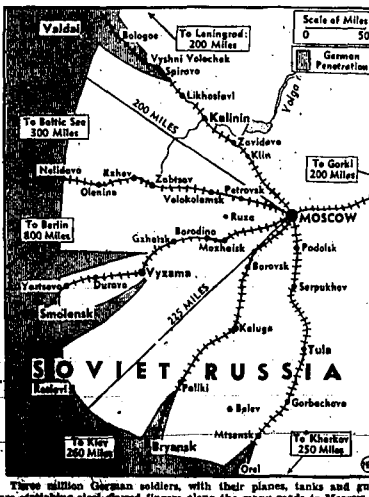 Valdai
Bologoe
To Leningrad:
200 Miles
Scale of Miles
0 50
German
Penetration
Vyshni Volochek
Spirovo
Likhoslavl
Volga
Kalinin
200 MILES
Zavidovo
Klin
To Baltic Sea
300 Miles
To Gorki
200 Miles
Nelidovo
Rzhev
Zubtsov
Olenino
Petrovsk
Volokolamsk
Ruza
MOSCOW
To Berlin
800 Miles
Borodino
Gzhatsk
Mozhaisk
Podolsk
Borovsk
Vyazma
Yartsevo
Durovo
Serpukhov
Smolensk
225 MILES
Kaluga
Tula
SOVIET RUSSIA
Roslavl
Paliki
Belev
Gorbachevo
To Kiev
260 Miles
Bryansk
Mtsensk
To Kharkov
250 Miles
Orel
Three million German soldiers, with their planes, tanks and